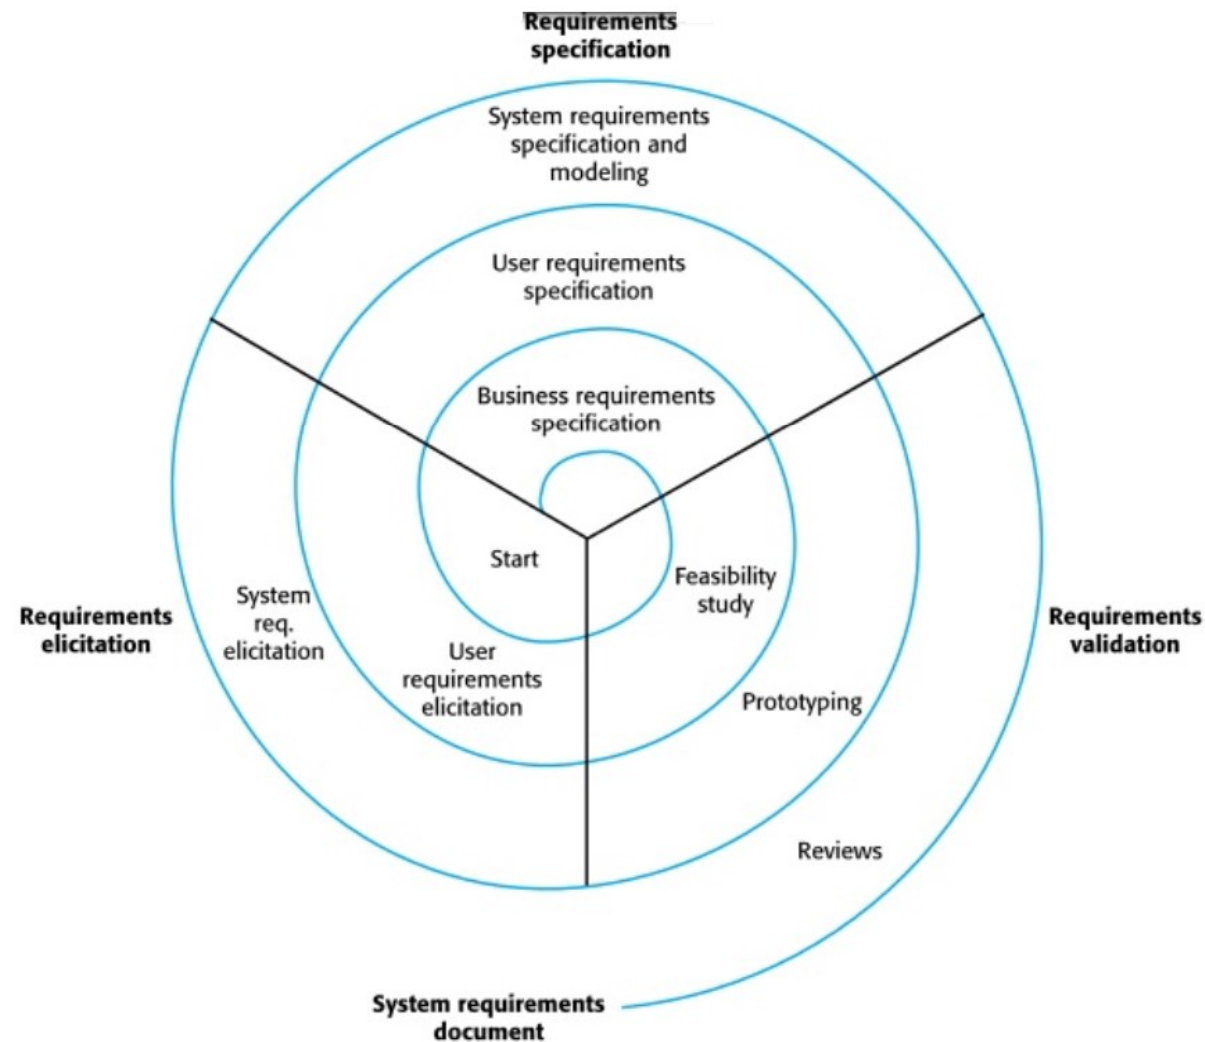 Requirements
specification
System requirements
specification and
modeling
User requirements
specification
Business requirements
specification
Start
Feasibility
study
System
req.
elicitation
Requirements
elicitation
Requirements
validation
User
requirements
elicitation
Prototyping
Reviews
System requirements
document